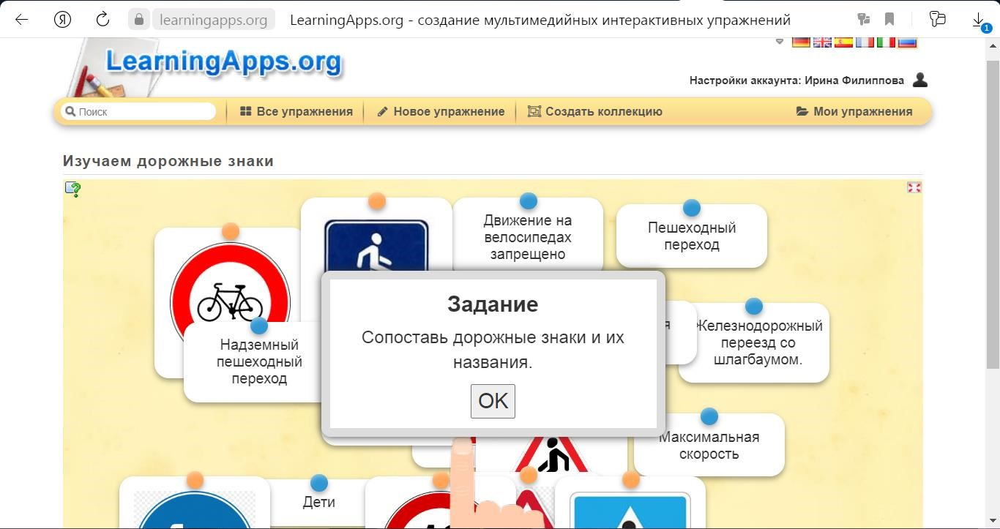 learningapps.org
LearningApps.org - создание мультимедийных интерактивных упражнений
1
LearningApps.org
Настройки аккаунта: Ирина Филиппова
Поиск
Все упражнения
Новое упражнение
Создать коллекцию
Мои упражнения
Изучаем дорожные знаки
Движение на
велосипедах
запрещено
Пешеходный
переход
Надземный
пешеходный
переход
Задание
Сопоставь дорожные знаки и их
названия.
OK
я
Железнодорожный
переезд со
шлагбаумом.
Максимальная
скорость
Дети